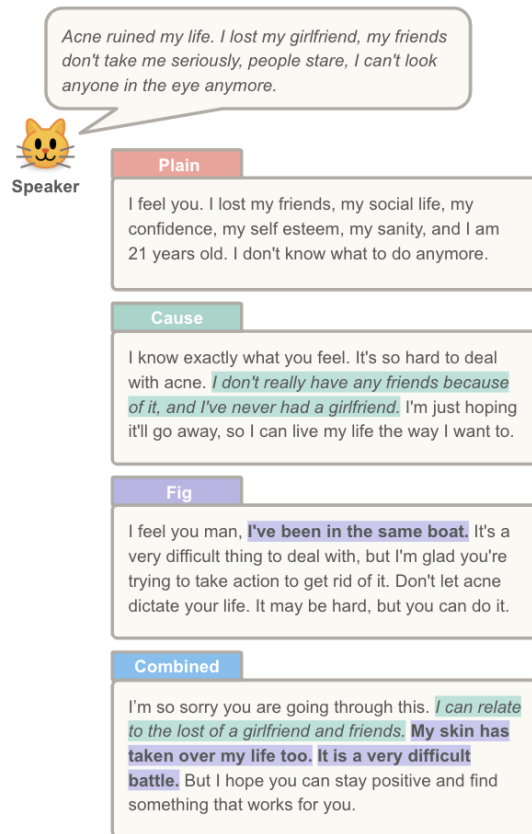 Acne ruined my life. I lost my girlfriend, my friends
don't take me seriously, people stare, I can't look
anyone in the eye anymore.
Speaker
Plain
I feel you. I lost my friends, my social life, my
confidence, my self esteem, my sanity, and I am
21 years old. I don't know what to do anymore.
Cause
I know exactly what you feel. It's so hard to deal
with acne. I don't really have any friends because
of it, and I've never had a girlfriend. I'm just hoping
it'll go away, so I can live my life the way I want to.
Fig
I feel you man, I've been in the same boat. It's a
very difficult thing to deal with, but I'm glad you're
trying to take action to get rid of it. Don't let acne
dictate your life. It may be hard, but you can do it.
Combined
I'm so sorry you are going through this. I can relate
to the lost of a girlfriend and friends. My skin has
taken over my life too. It is a very difficult
battle. But I hope you can stay positive and find
something that works for you.